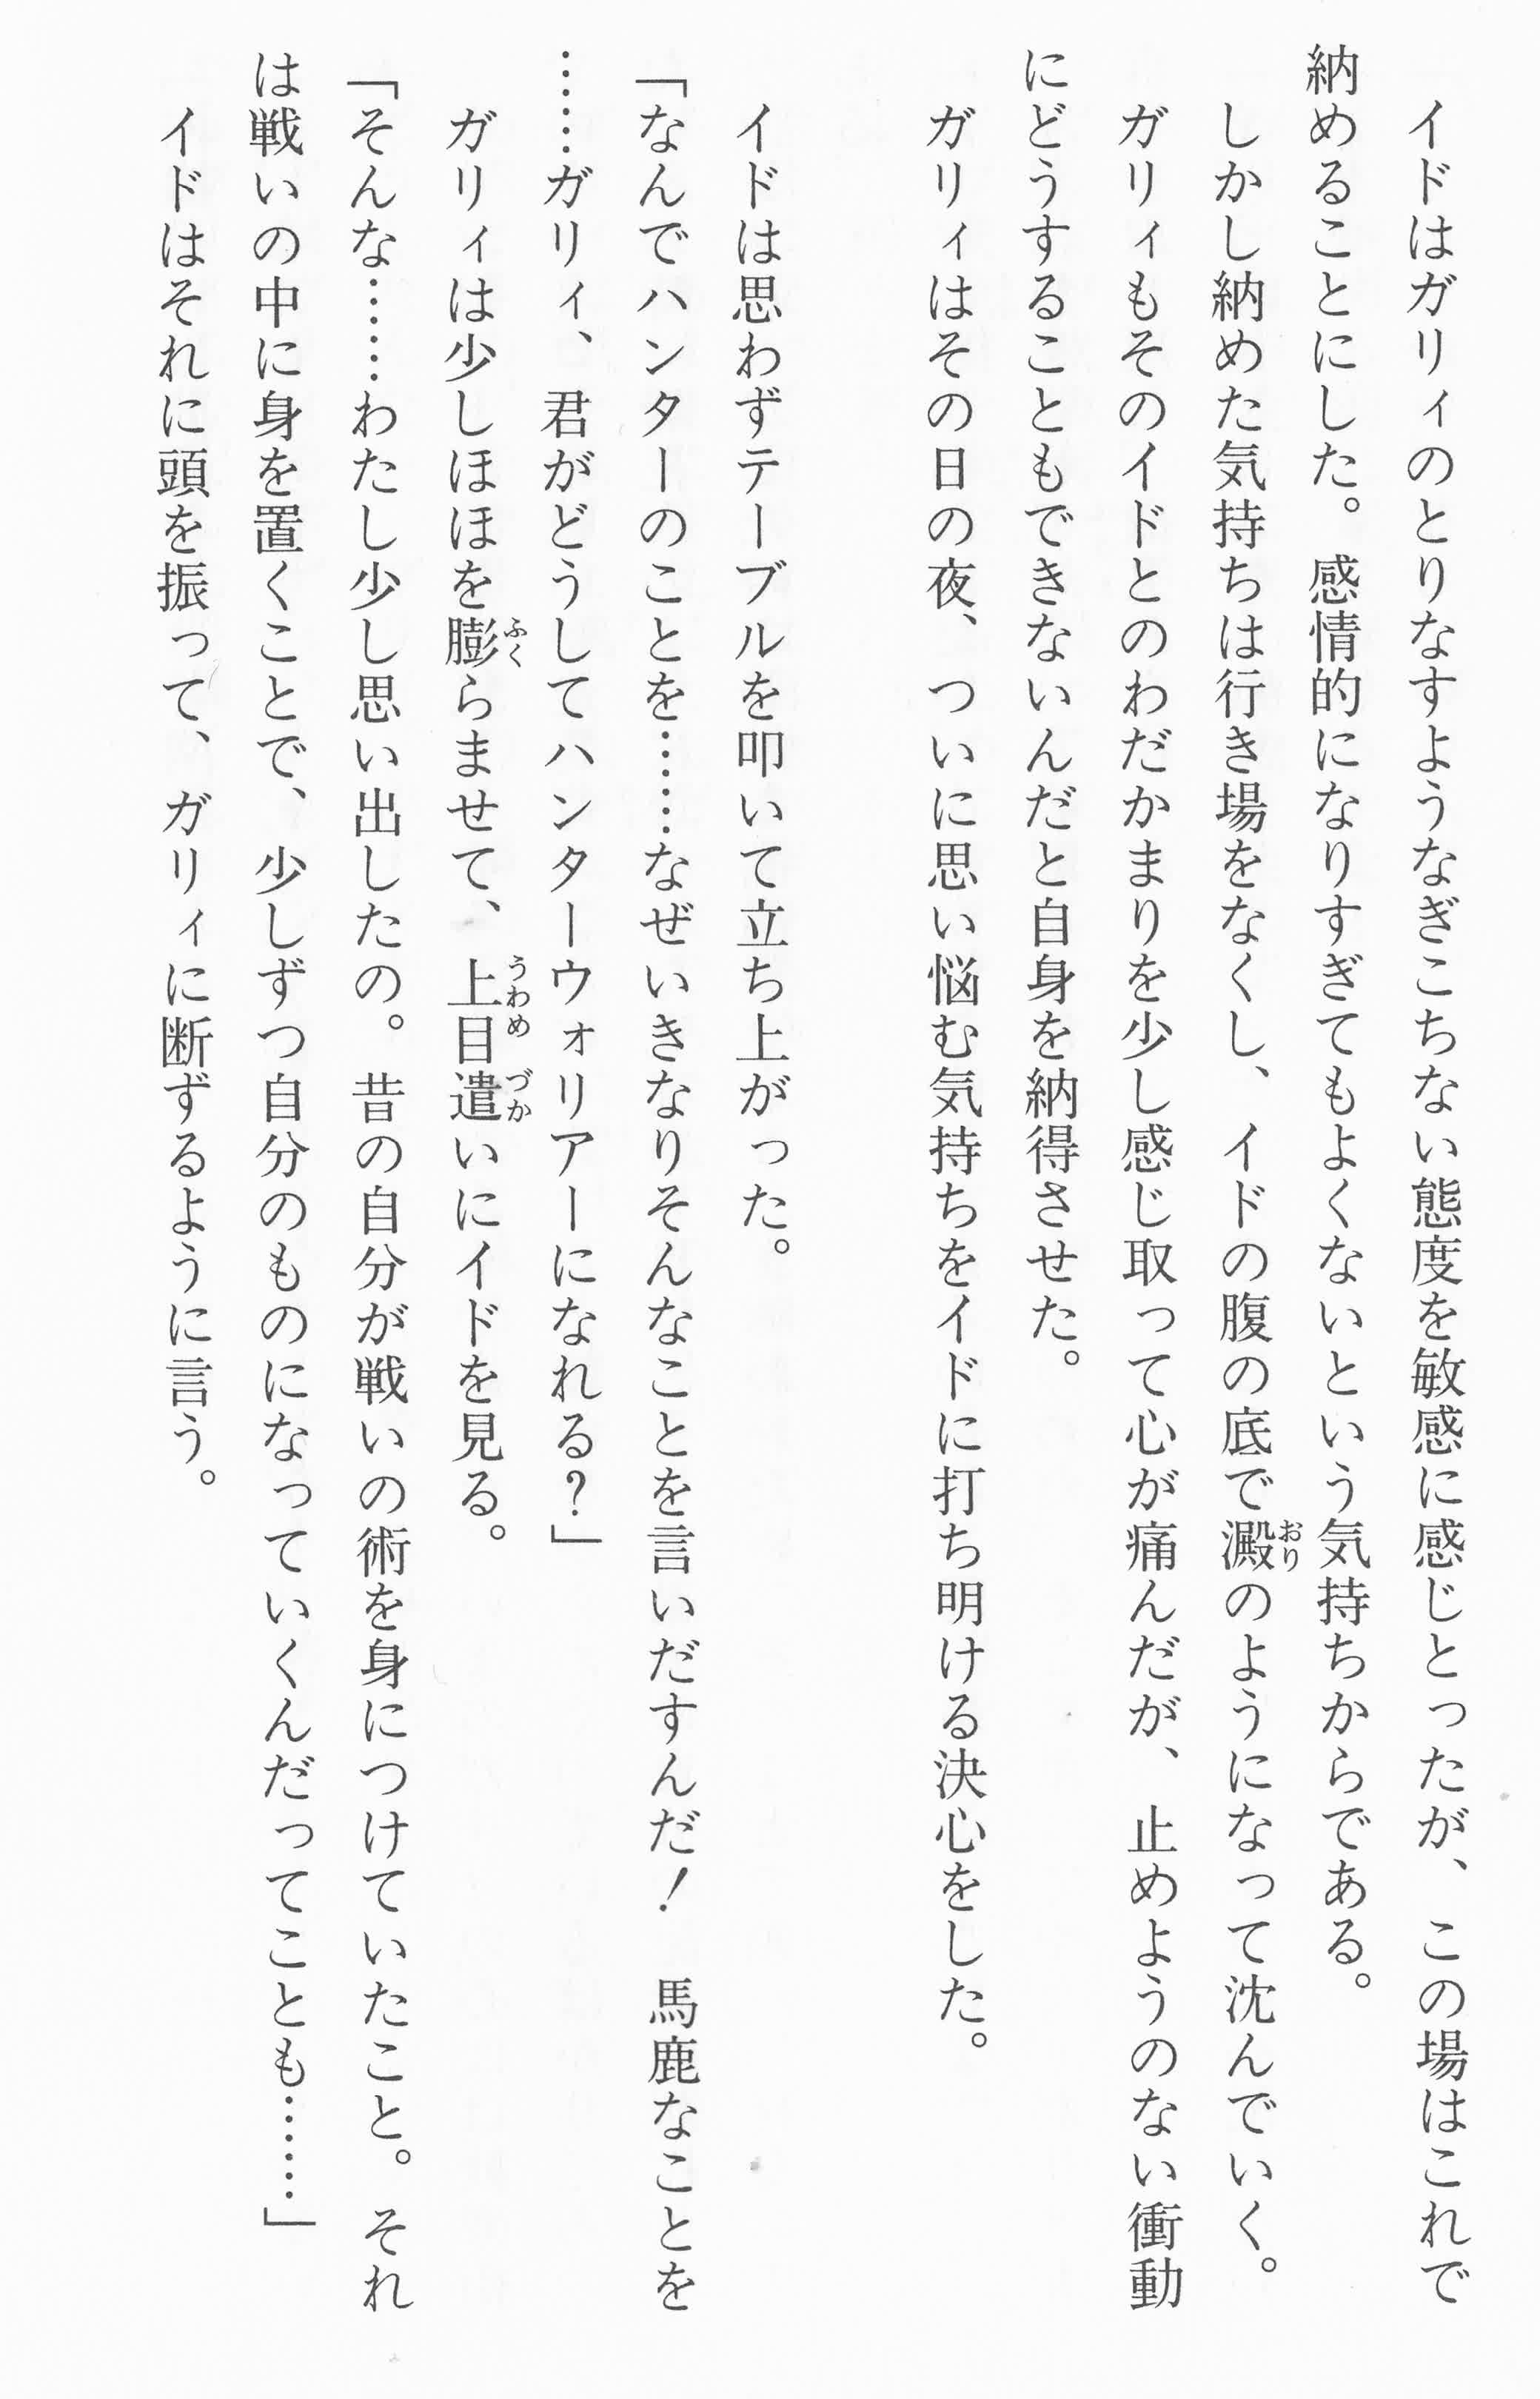 イドはガリィのとりなすようなぎこちない態度を敏感に感じとったが、この場はこれで
納めることにした。感情的になりすぎてもよくないという気持ちからである。
　しかし納めた気持ちは行き場をなくし、イドの腹の底で澱のようになって沈んでいく。
　ガリィもそのイドとのわだかまりを少し感じ取って心が痛んだが、止めようのない衝動
にどうすることともできないんだと自身を納得させた。
　ガリィはその日の夜、ついに思い悩む気持ちをイドに打ち明ける決心をした。

　イドは思わずテーブルを叩いて立ち上がった。
「なんでハンターのことを……なぜいきなりそんなことを言いだすんだ！　馬鹿なことを
……ガリィ、君がどうしてハンターウォリアーになれる？」
　ガリィは少しほほを膨らませて、上目遣いにイドを見る。
「そんな……わたし少し思い出したの。昔の自分が戦いの術を身につけていたこと。それ
は戦いの中に身を置くことで、少しずつ自分のものになっていくんだってことも……」
　イドはそれに頭を振って、ガリィに断ずるように言う。